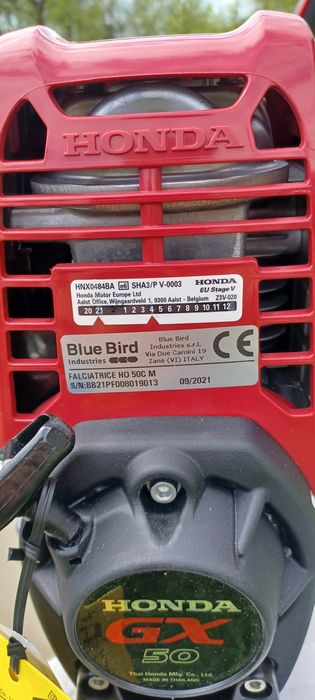 HONDA
HNX0484BA e6 SHA3/P V-0003 HONDA
Honda Motor Europe Ltd EU Stage V
Aalst Office, Wijngaardveld 1, 9300 Aalst - Belgium Z3V-020
20 21 1 2 3 4 5 6 7 8 9 10 11 12
Blue Bird Industries
Blue Bird
Industries s.r.l.
Via Due Camini 19
Zanè (VI) ITALY
CE
FALCIATRICE HO 50C M
S/N:BB21PF008019013 09/2021
HONDA
GX
50
Thai Honda Mfg. Co., Ltd.
MADE IN THAILAND